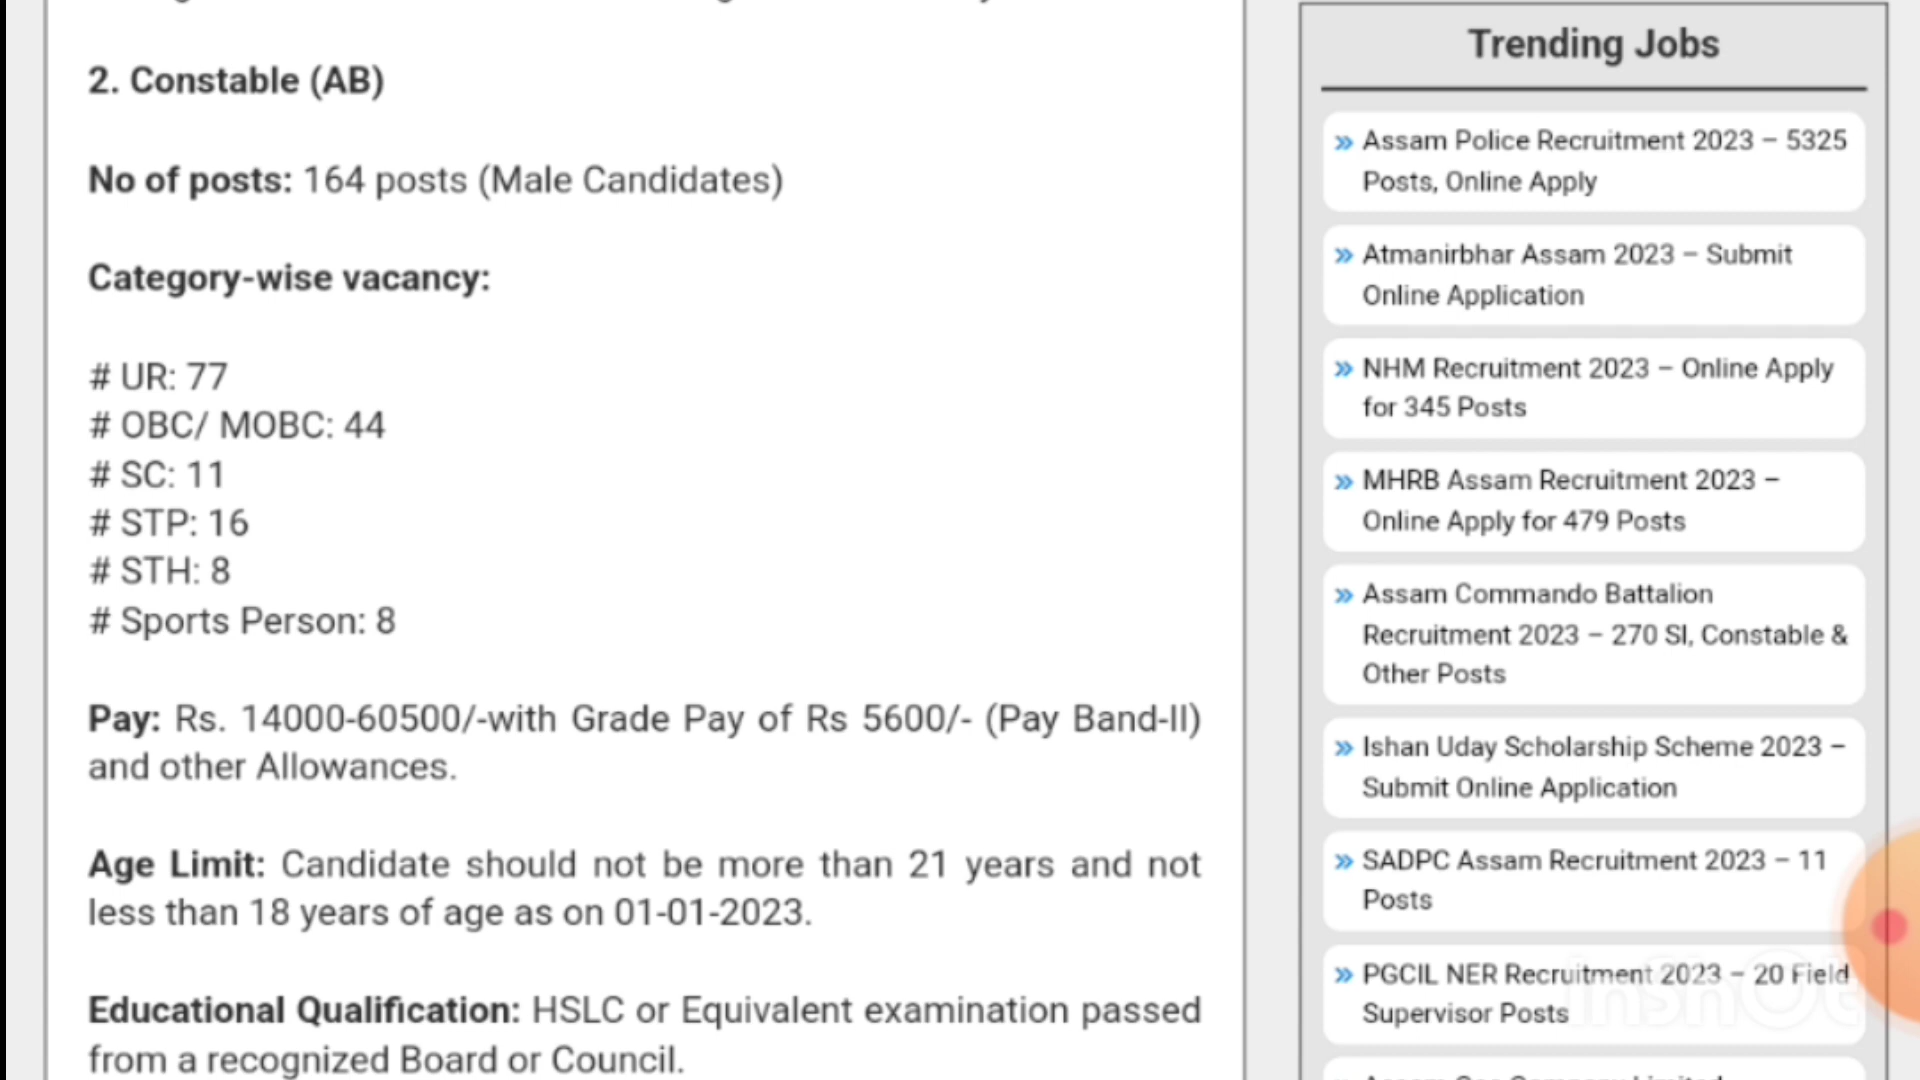 2. Constable (AB)
No of posts: 164 posts (Male Candidates)
Category-wise vacancy:
# UR: 77
# OBC/ MOBC: 44
# SC: 11
# STP: 16
# STH: 8
# Sports Person: 8
Pay: Rs. 14000-60500/-with Grade Pay of Rs 5600/- (Pay Band-II)
and other Allowances.
Age Limit: Candidate should not be more than 21 years and not
less than 18 years of age as on 01-01-2023.
Educational Qualification: HSLC or Equivalent examination passed
from a recognized Board or Council.
Trending Jobs
» Assam Police Recruitment 2023 – 5325
Posts, Online Apply
» Atmanirbhar Assam 2023 – Submit
Online Application
» NHM Recruitment 2023 – Online Apply
for 345 Posts
» MHRB Assam Recruitment 2023 –
Online Apply for 479 Posts
» Assam Commando Battalion
Recruitment 2023 – 270 SI, Constable &
Other Posts
» Ishan Uday Scholarship Scheme 2023 –
Submit Online Application
» SADPC Assam Recruitment 2023 – 11
Posts
» PGCIL NER Recruitment 2023 – 20 Field
Supervisor Posts
InShOt